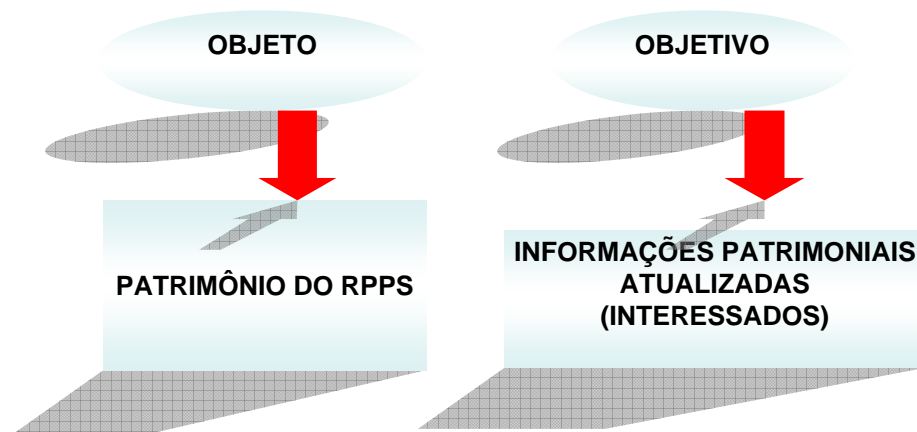 OBJETO
PATRIMÔNIO DO RPPS
OBJETIVO
INFORMAÇÕES PATRIMONIAIS
ATUALIZADAS
(INTERESSADOS)